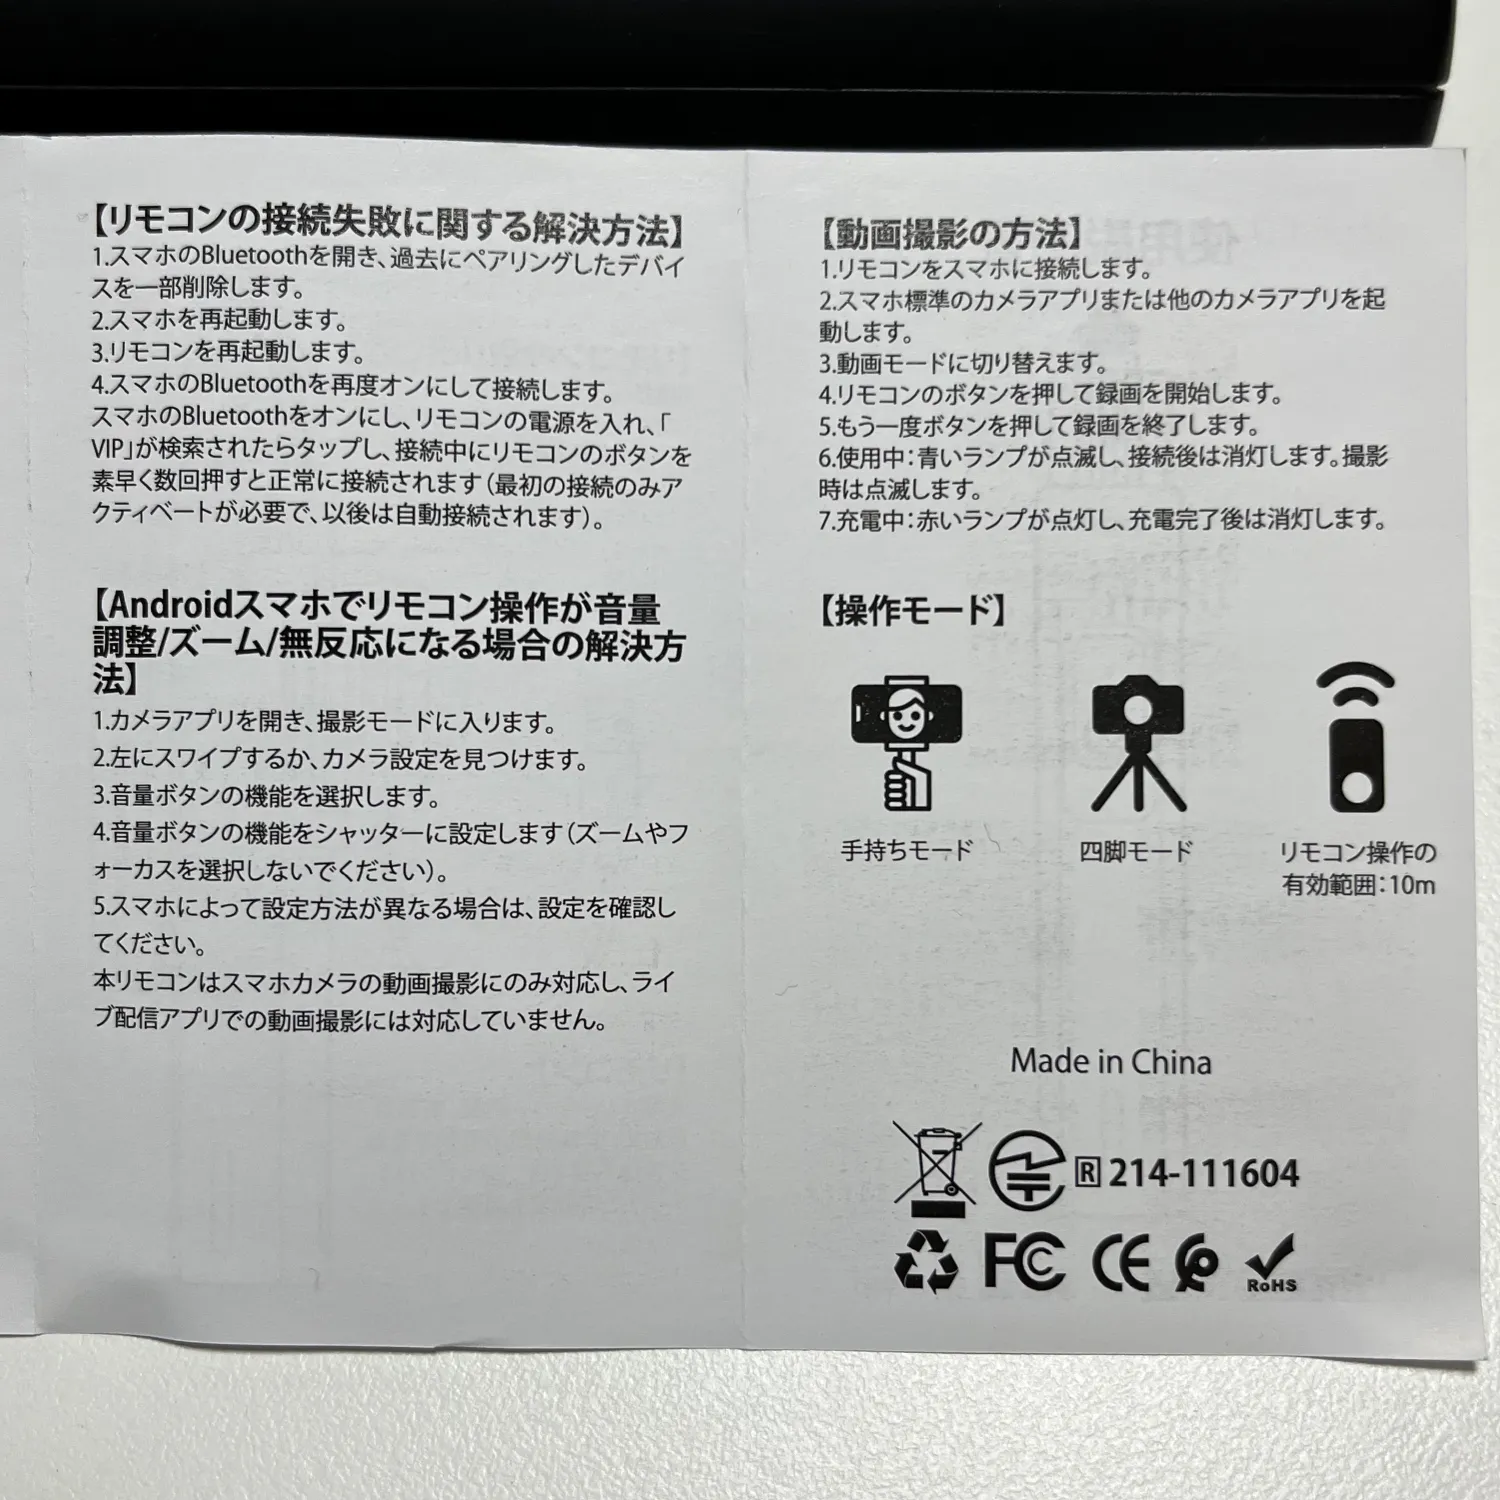 【リモコンの接続失敗に関する解決方法】
1.スマホのBluetoothを開き、過去にペアリングしたデバイ
スを一部削除します。
2.スマホを再起動します。
3.リモコンを再起動します。
4.スマホのBluetoothを再度オンにして接続します。
スマホのBluetoothをオンにし、リモコンの電源を入れ、「
VIP」が検索されたらタップし、接続中にリモコンのボタンを
素早く数回押すと正常に接続されます（最初の接続のみア
クティベートが必要で、以後は自動接続されます）。
【Androidスマホでリモコン操作が音量
調整/ズーム/無反応になる場合の解決方
法】
1.カメラアプリを開き、撮影モードに入ります。
2.左にスワイプするか、カメラ設定を見つけます。
3.音量ボタンの機能を選択します。
4.音量ボタンの機能をシャッターに設定します（ズームやフ
ォーカスを選択しないでください）。
5.スマホによって設定方法が異なる場合は、設定を確認し
てください。
本リモコンはスマホカメラの動画撮影にのみ対応し、ライ
ブ配信アプリでの動画撮影には対応していません。
【動画撮影の方法】
1.リモコンをスマホに接続します。
2.スマホ標準のカメラアプリまたは他のカメラアプリを起
動します。
3.動画モードに切り替えます。
4.リモコンのボタンを押して録画を開始します。
5.もう一度ボタンを押して録画を終了します。
6.使用中：青いランプが点滅し、接続後は消灯します。撮影
時は点滅します。
7.充電中：赤いランプが点灯し、充電完了後は消灯します。
【操作モード】
手持ちモード
四脚モード
リモコン操作の
有効範囲：10m
Made in China
R 214-111604
FC CE RoHS